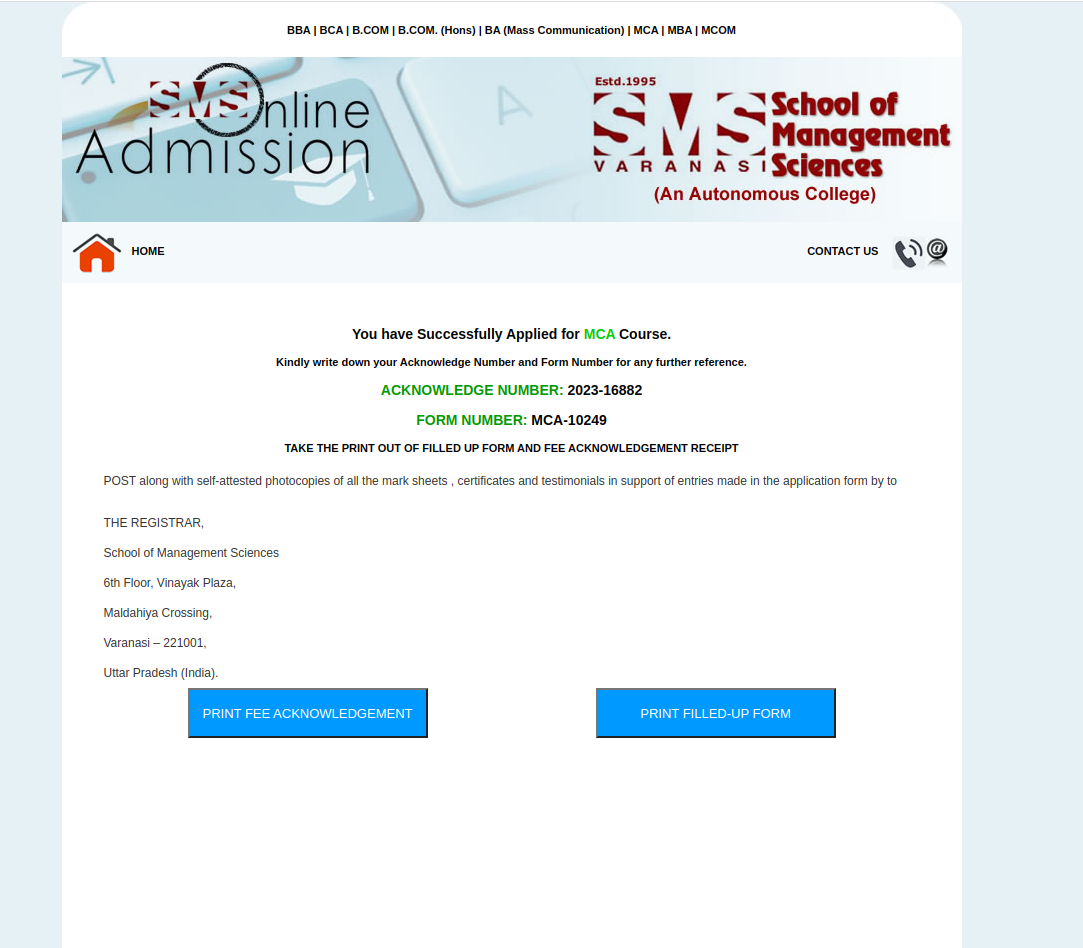 BBA | BCA | B.COM | B.COM. (Hons) | BA (Mass Communication) | MCA | MBA | MCOM
SMS Online
Admission
Estd.1995
SMS
VARANASI
School of
Management
Sciences
(An Autonomous College)
A
HOME
CONTACT US
@
You have Successfully Applied for MCA Course.
Kindly write down your Acknowledge Number and Form Number for any further reference.
ACKNOWLEDGE NUMBER: 2023-16882
FORM NUMBER: MCA-10249
TAKE THE PRINT OUT OF FILLED UP FORM AND FEE ACKNOWLEDGEMENT RECEIPT
POST along with self-attested photocopies of all the mark sheets , certificates and testimonials in support of entries made in the application form by to
THE REGISTRAR,
School of Management Sciences
6th Floor, Vinayak Plaza,
Maldahiya Crossing,
Varanasi – 221001,
Uttar Pradesh (India).
PRINT FEE ACKNOWLEDGEMENT
PRINT FILLED-UP FORM